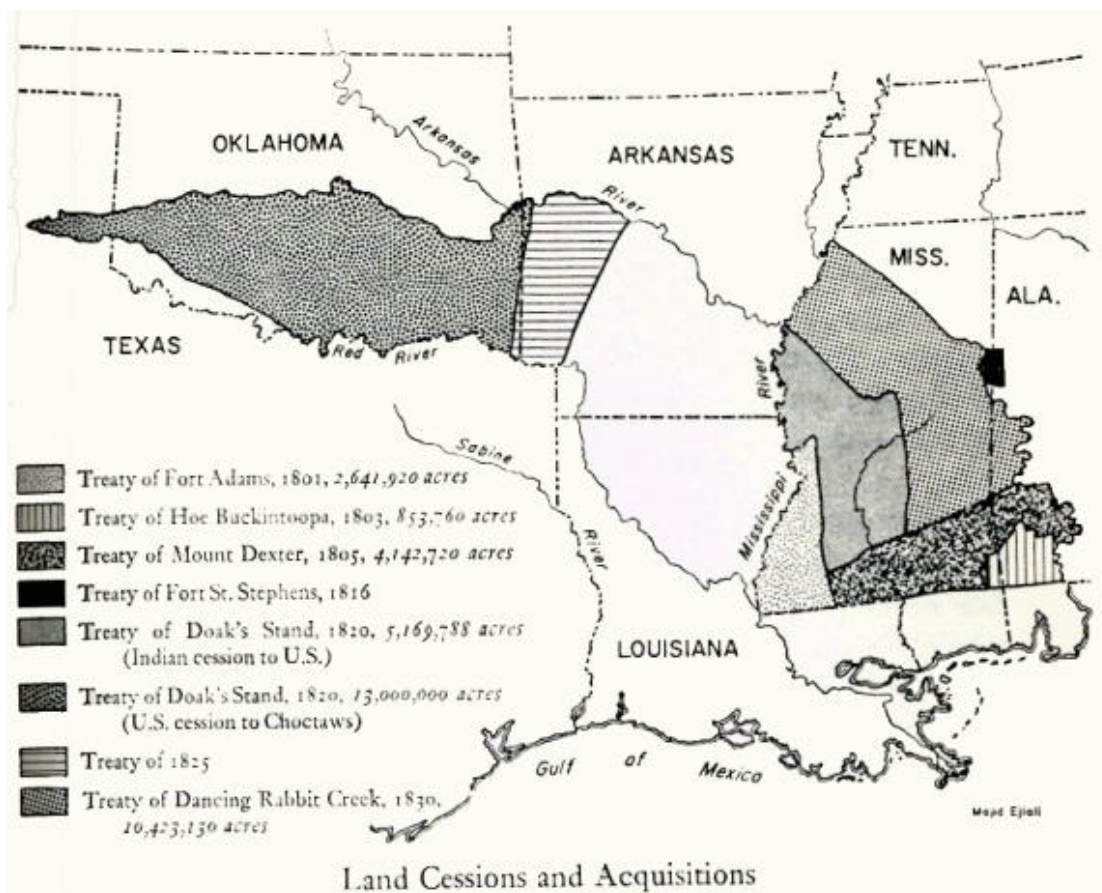 OKLAHOMA
Arkansas
River
ARKANSAS
TENN.
MISS.
ALA.
TEXAS
Red River
River
Mississippi
Sabine
River
LOUISIANA
Gulf of Mexico
Treaty of Fort Adams, 1801, 2,641,920 acres
Treaty of Hoe Buckintoopa, 1803, 853,760 acres
Treaty of Mount Dexter, 1805, 4,142,720 acres
Treaty of Fort St. Stephens, 1816
Treaty of Doak's Stand, 1820, 5,169,788 acres
(Indian cession to U.S.)
Treaty of Doak's Stand, 1820, 13,000,000 acres
(U.S. cession to Choctaws)
Treaty of 1825
Treaty of Dancing Rabbit Creek, 1830,
10,423,130 acres
Land Cessions and Acquisitions